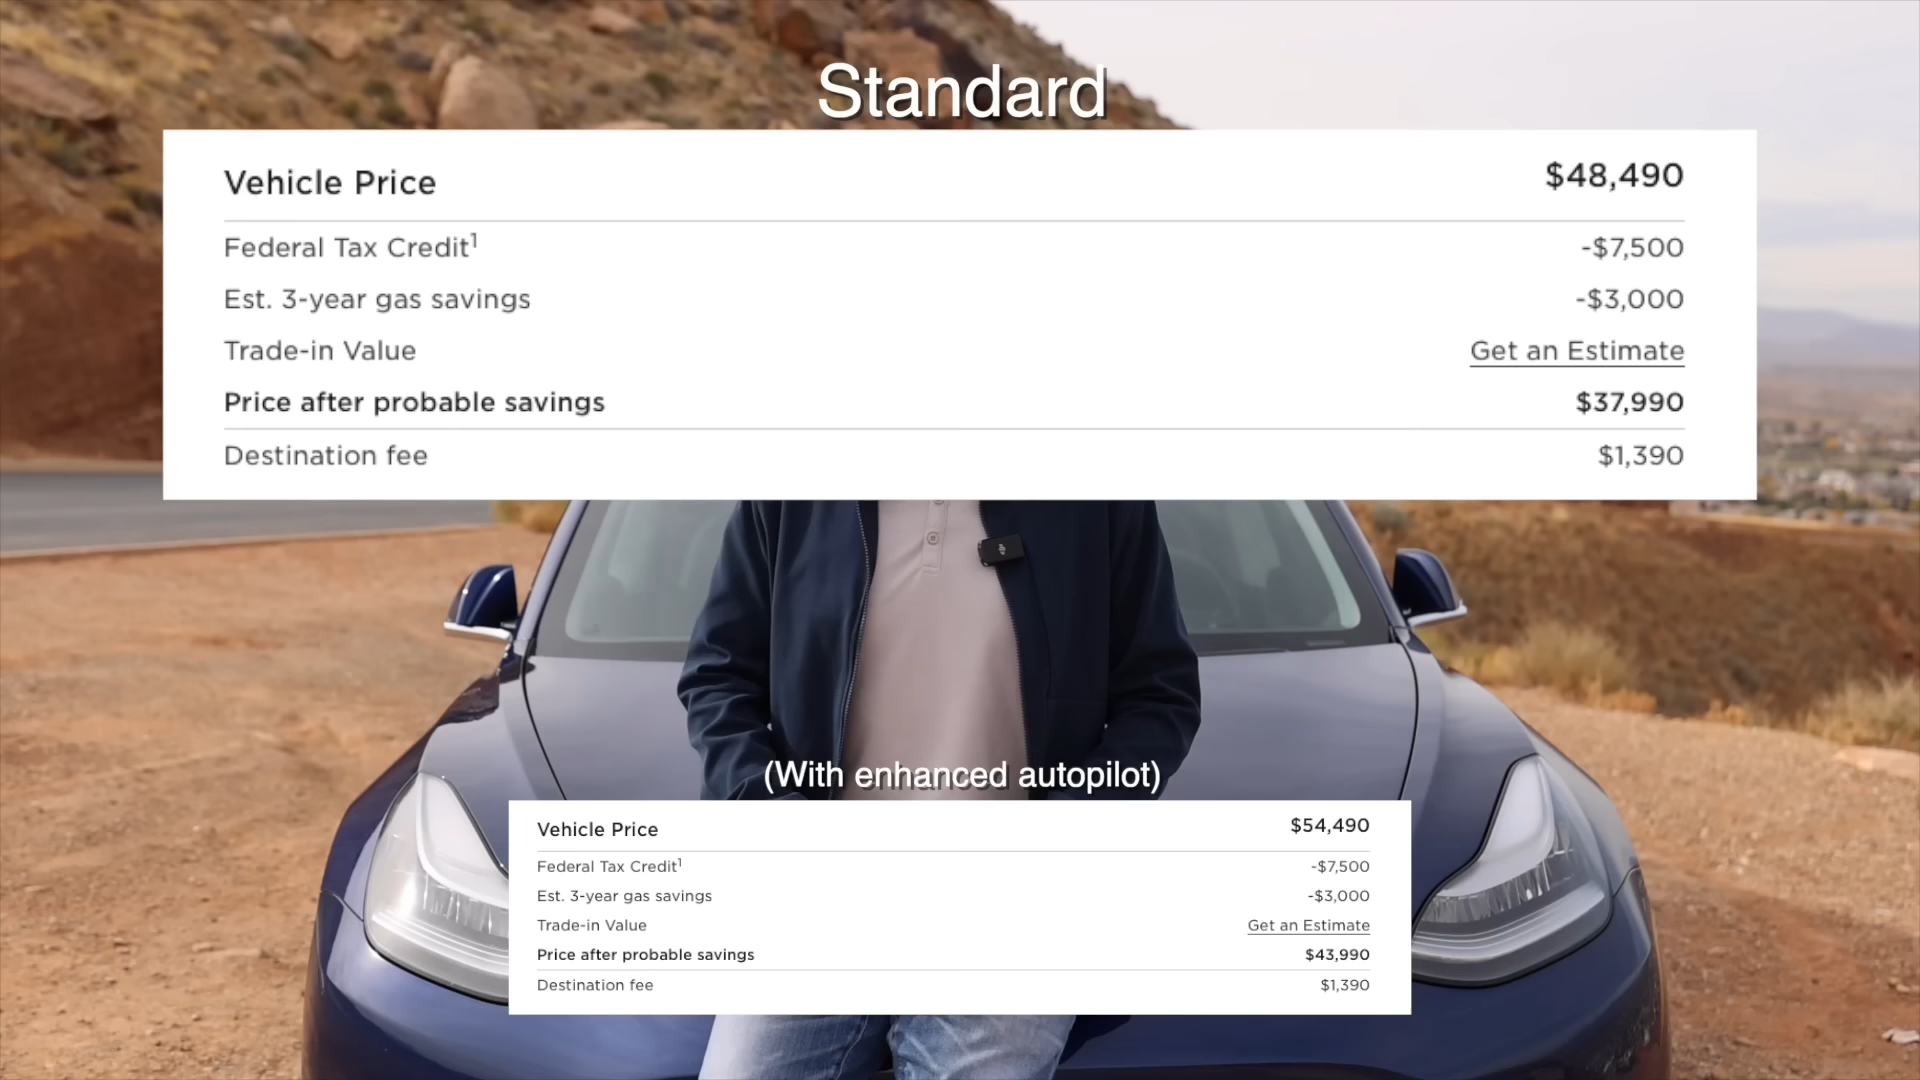 Standard
Vehicle Price $48,490
Federal Tax Credit¹ -$7,500
Est. 3-year gas savings -$3,000
Trade-in Value Get an Estimate
Price after probable savings $37,990
Destination fee $1,390
(With enhanced autopilot)
Vehicle Price $54,490
Federal Tax Credit¹ -$7,500
Est. 3-year gas savings -$3,000
Trade-in Value Get an Estimate
Price after probable savings $43,990
Destination fee $1,390